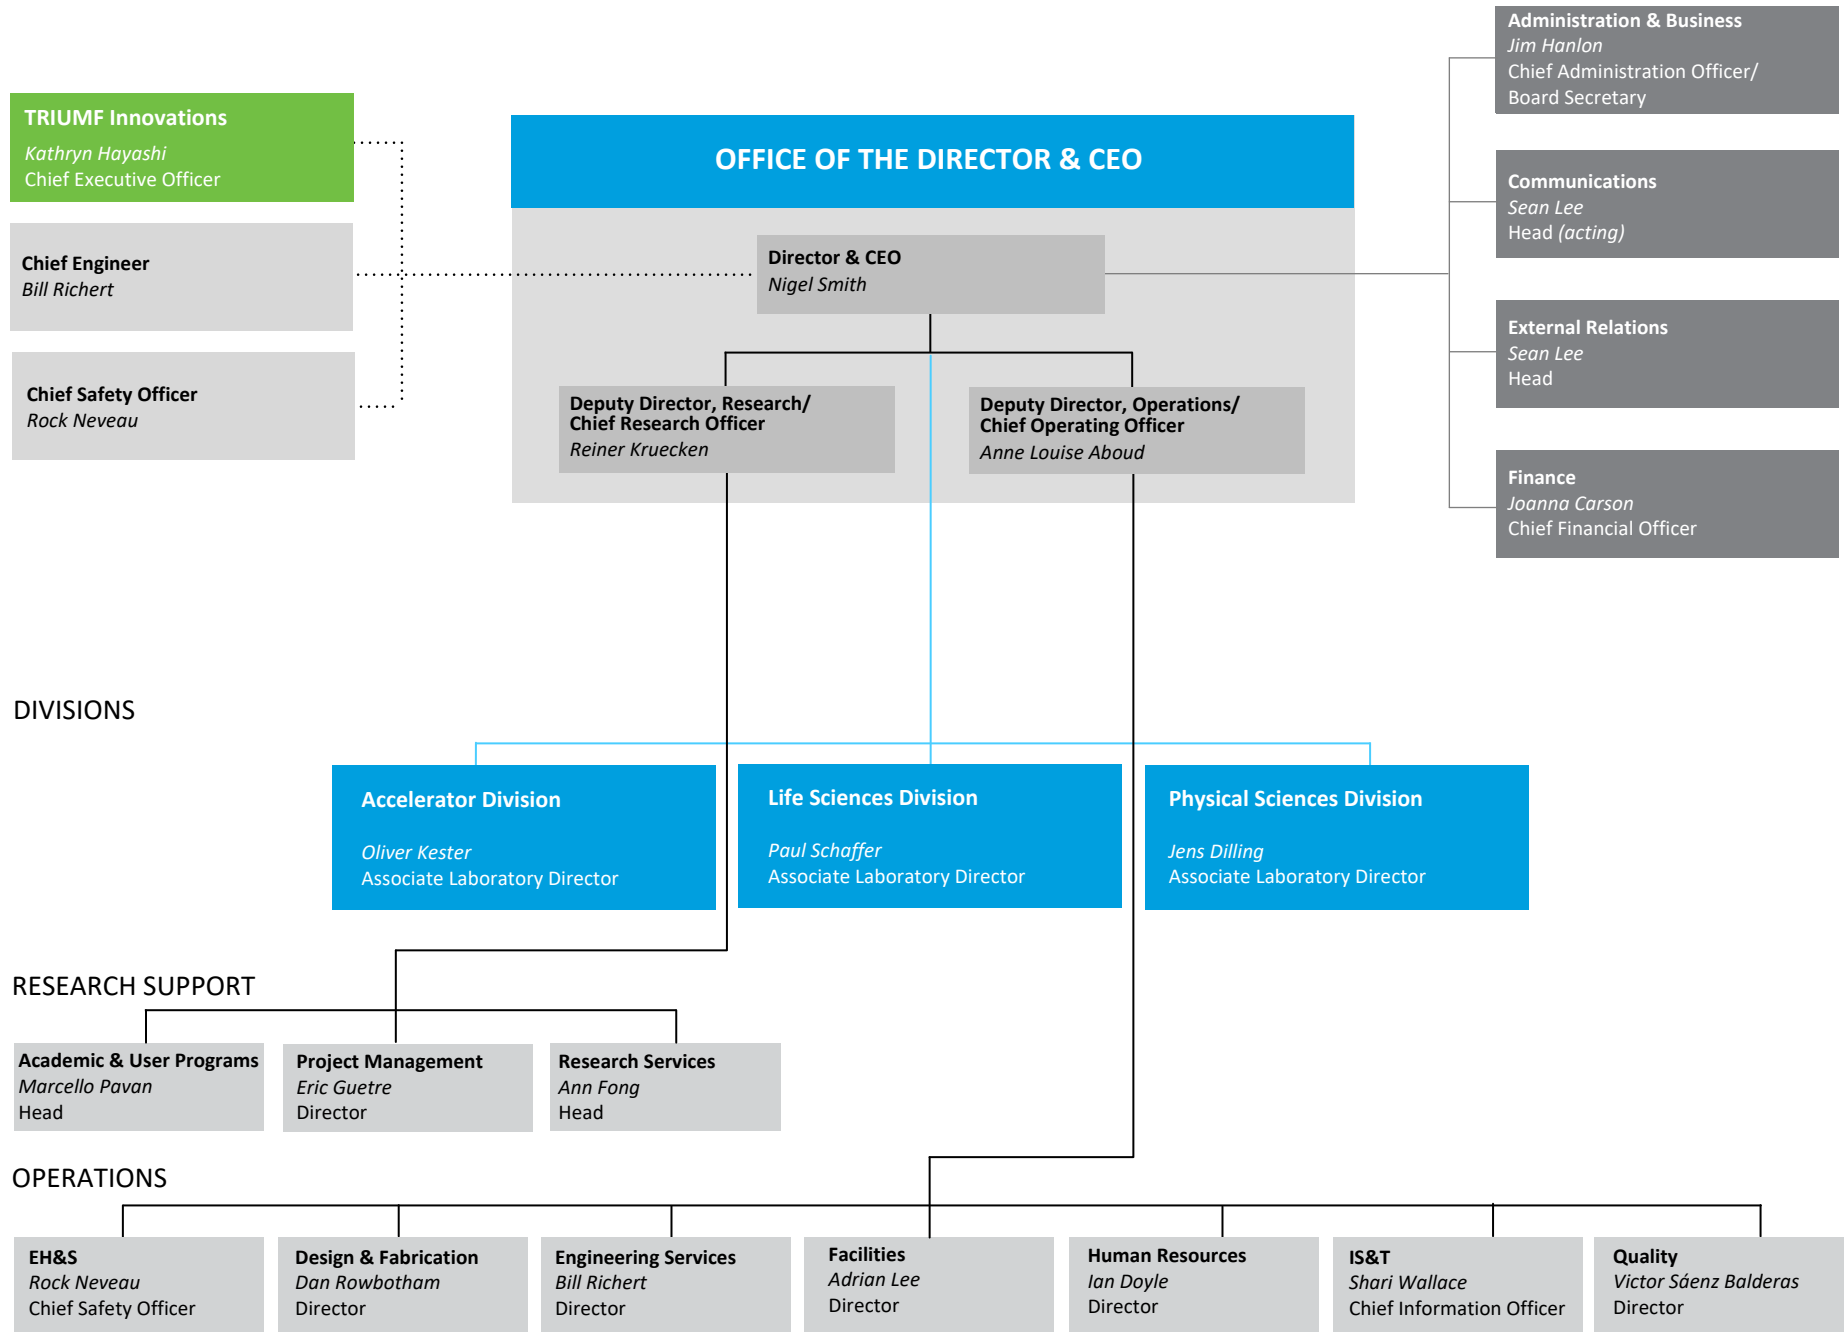 TRIUMF Innovations
Kathryn Hayashi
Chief Executive Officer
Chief Engineer
Bill Richert
Chief Safety Officer
Rock Neveau
OFFICE OF THE DIRECTOR & CEO
Director & CEO
Nigel Smith
Deputy Director, Research/
Chief Research Officer
Reiner Kruecken
Deputy Director, Operations/
Chief Operating Officer
Anne Louise Aboud
Administration & Business
Jim Hanlon
Chief Administration Officer/
Board Secretary
Communications
Sean Lee
Head (acting)
External Relations
Sean Lee
Head
Finance
Joanna Carson
Chief Financial Officer
DIVISIONS
Accelerator Division
Oliver Kester
Associate Laboratory Director
Life Sciences Division
Paul Schaffer
Associate Laboratory Director
Physical Sciences Division
Jens Dilling
Associate Laboratory Director
RESEARCH SUPPORT
Academic & User Programs
Marcello Pavan
Head
Project Management
Eric Guetre
Director
Research Services
Ann Fong
Head
OPERATIONS
EH&S
Rock Neveau
Chief Safety Officer
Design & Fabrication
Dan Rowbotham
Director
Engineering Services
Bill Richert
Director
Facilities
Adrian Lee
Director
Human Resources
Ian Doyle
Director
IS&T
Shari Wallace
Chief Information Officer
Quality
Victor Sáenz Balderas
Director